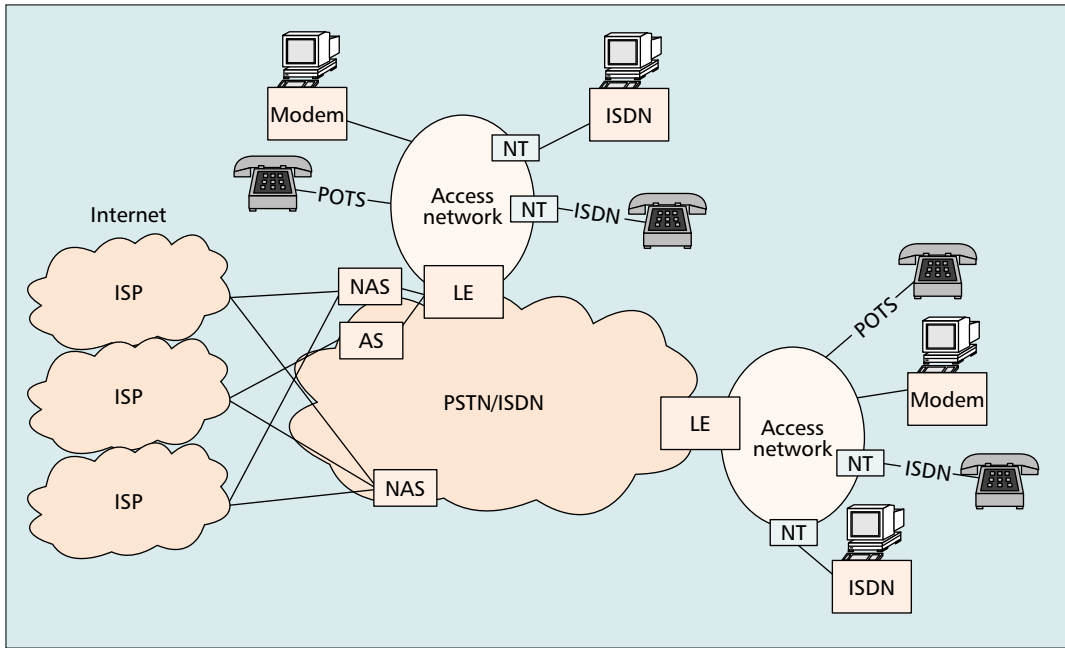 Modem
ISDN
NT
POTS
Access
network
NT
ISDN
Internet
ISP
NAS
LE
AS
POTS
ISP
PSTN/ISDN
LE
Access
network
Modem
NT
ISDN
ISP
NAS
NT
ISDN